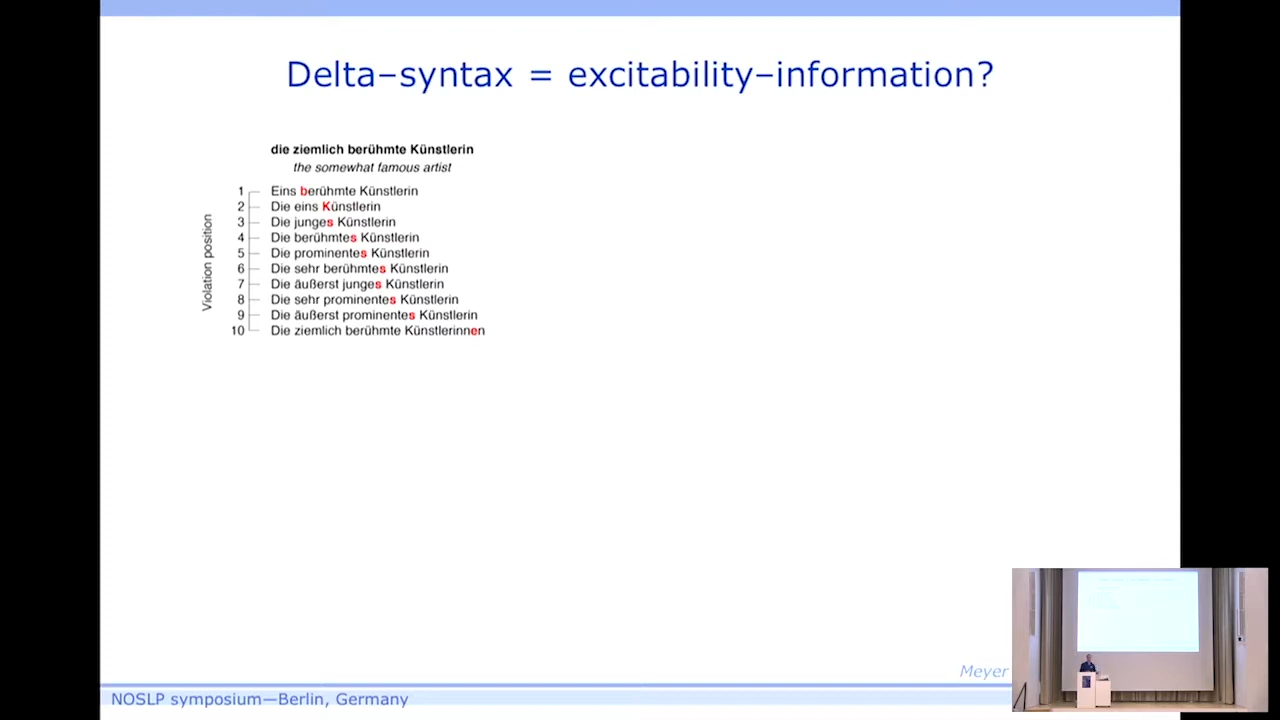 Delta–syntax = excitability–information?
die ziemlich berühmte Künstlerin
the somewhat famous artist
Violation position
1 Eins berühmte Künstlerin
2 Die eins Künstlerin
3 Die junges Künstlerin
4 Die berühmtes Künstlerin
5 Die prominentes Künstlerin
6 Die sehr berühmtes Künstlerin
7 Die äußerst junges Künstlerin
8 Die sehr prominentes Künstlerin
9 Die äußerst prominentes Künstlerin
10 Die ziemlich berühmte Künstlerinnen
Meyer
NOSLP symposium—Berlin, Germany